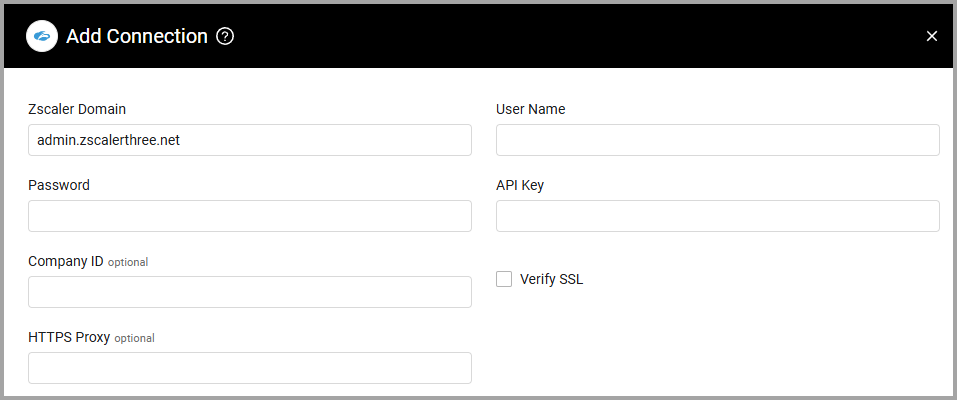 Add Connection ?
Zscaler Domain
User Name
admin.zscalerthree.net
Password
API Key
Company ID optional
Verify SSL
HTTPS Proxy optional